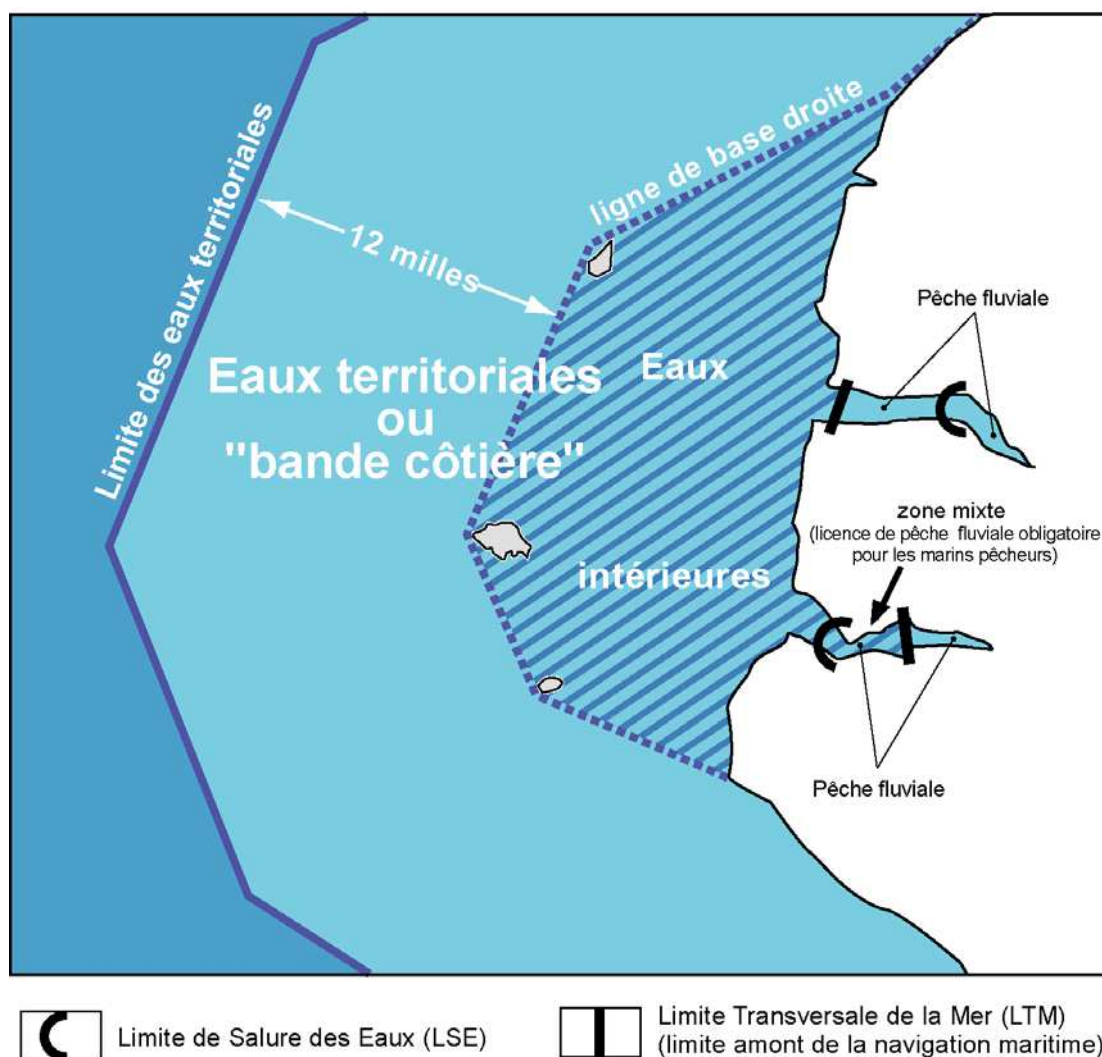 Limite des eaux territoriales
12 milles
ligne de base droite
Eaux territoriales
ou
"bande côtière"
Eaux
intérieures
Pêche fluviale
zone mixte
(licence de pêche fluviale obligatoire
pour les marins pêcheurs)
Pêche fluviale
Limite de Salure des Eaux (LSE)
Limite Transversale de la Mer (LTM)
(limite amont de la navigation maritime)